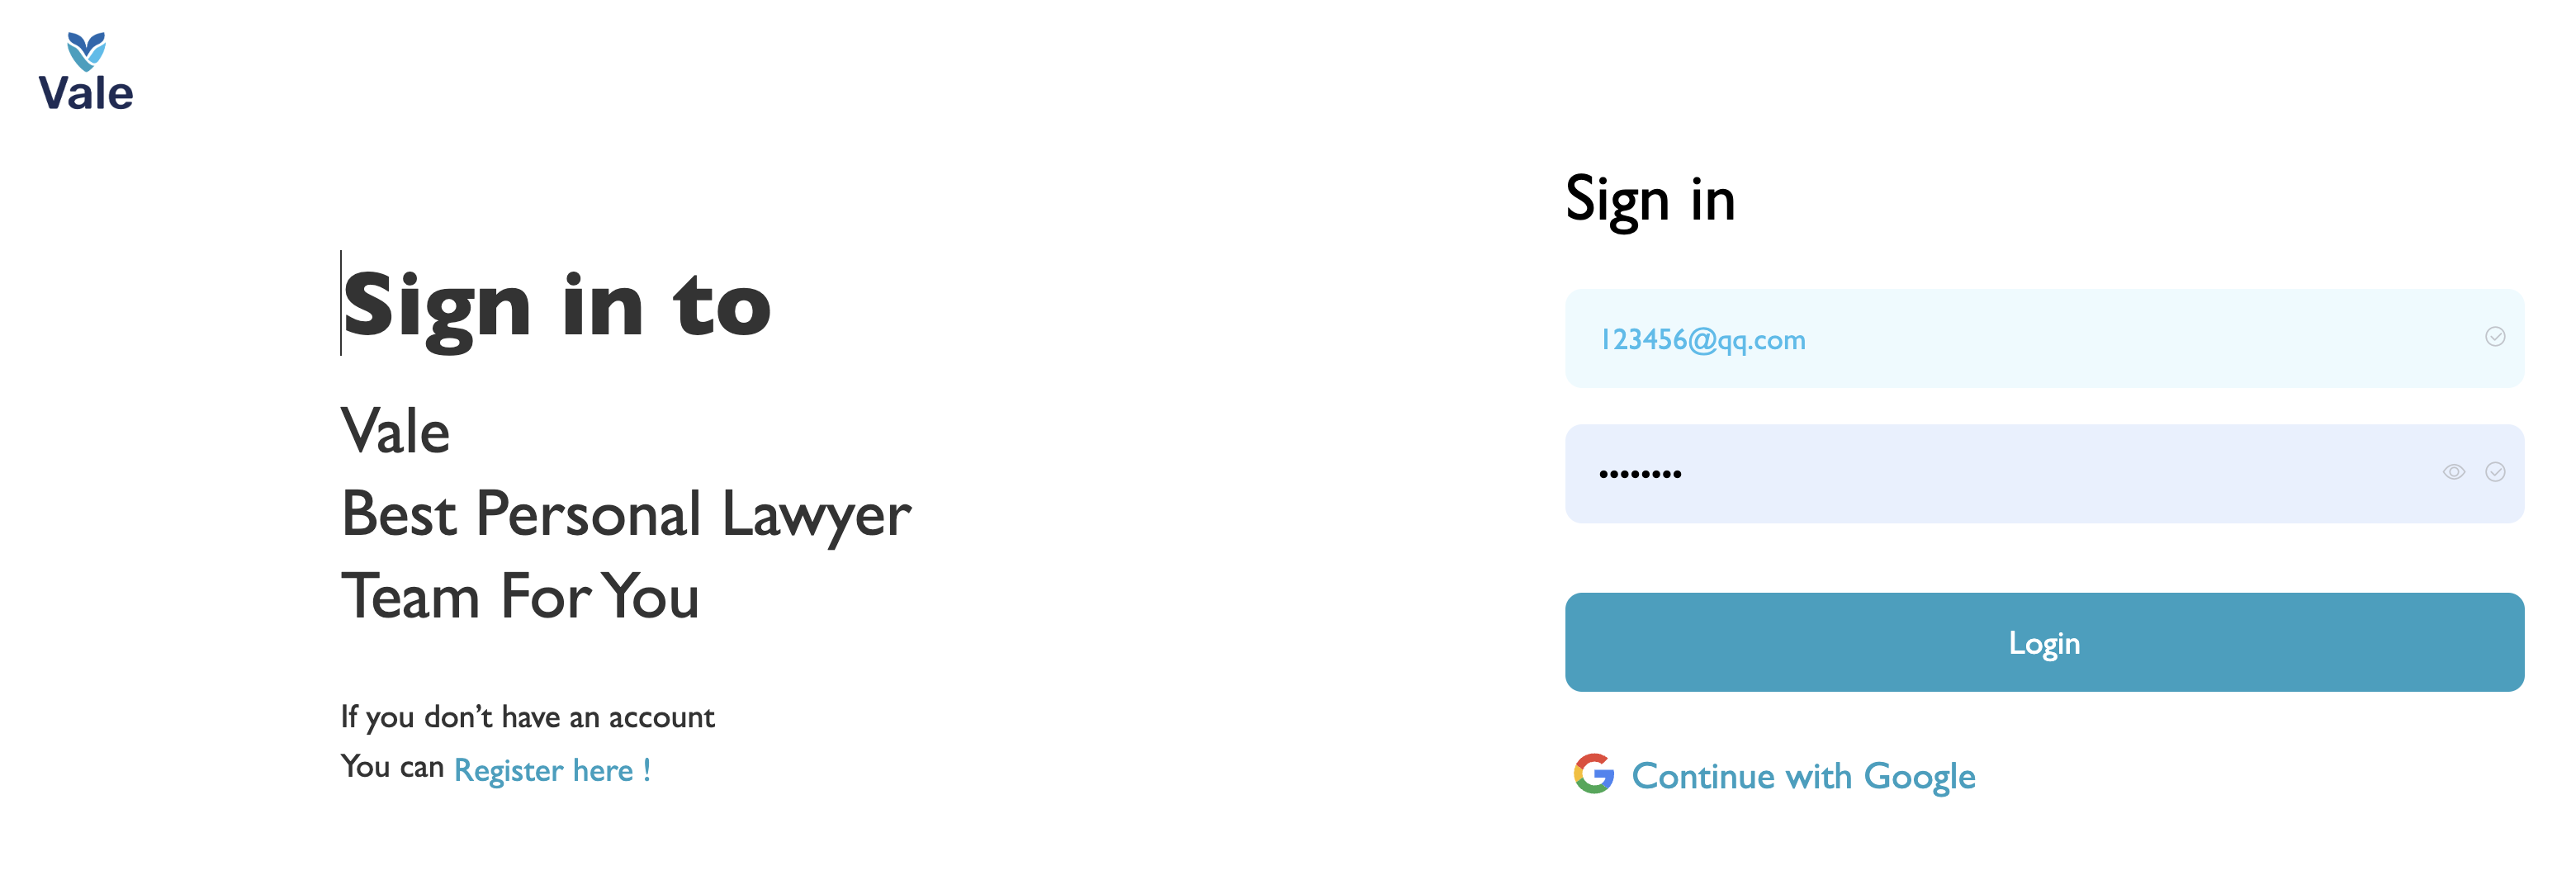 Vale
Sign in to
Vale
Best Personal Lawyer
Team For You
If you don’t have an account
You can Register here !
Sign in
123456@qq.com
••••••••
Login
Continue with Google